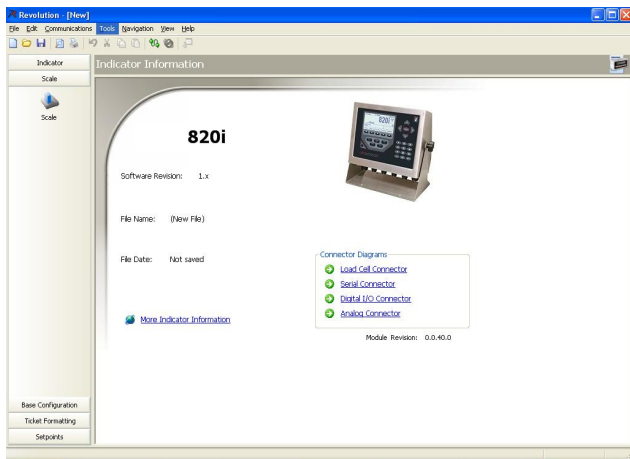 Revolution - [New]
File Edit Communications Tools Navigation View Help
Indicator
Indicator Information
Scale
Scale
820i
820i
Software Revision: 1.x
File Name: (New File)
File Date: Not saved
Connector Diagrams
Load Cell Connector
Serial Connector
Digital I/O Connector
Analog Connector
More Indicator Information
Module Revision: 0.0.40.0
Base Configuration
Ticket Formatting
Setpoints